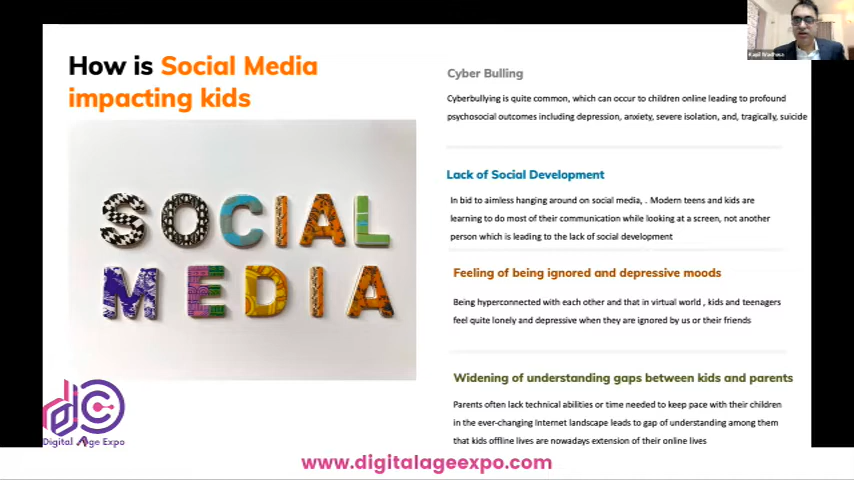 How is Social Media
impacting kids
SOCIAL
MEDIA
Cyber Bulling
Cyberbullying is quite common, which can occur to children online leading to profound
psychosocial outcomes including depression, anxiety, severe isolation, and, tragically, suicide
Lack of Social Development
In bid to aimless hanging around on social media, . Modern teens and kids are
learning to do most of their communication while looking at a screen, not another
person which is leading to the lack of social development
Feeling of being ignored and depressive moods
Being hyperconnected with each other and that in virtual world , kids and teenagers
feel quite lonely and depressive when they are ignored by us or their friends
Widening of understanding gaps between kids and parents
Parents often lack technical abilities or time needed to keep pace with their children
in the ever-changing Internet landscape leads to gap of understanding among them
that kids offline lives are nowadays extension of their online lives
Digital Age Expo
www.digitalageexpo.com